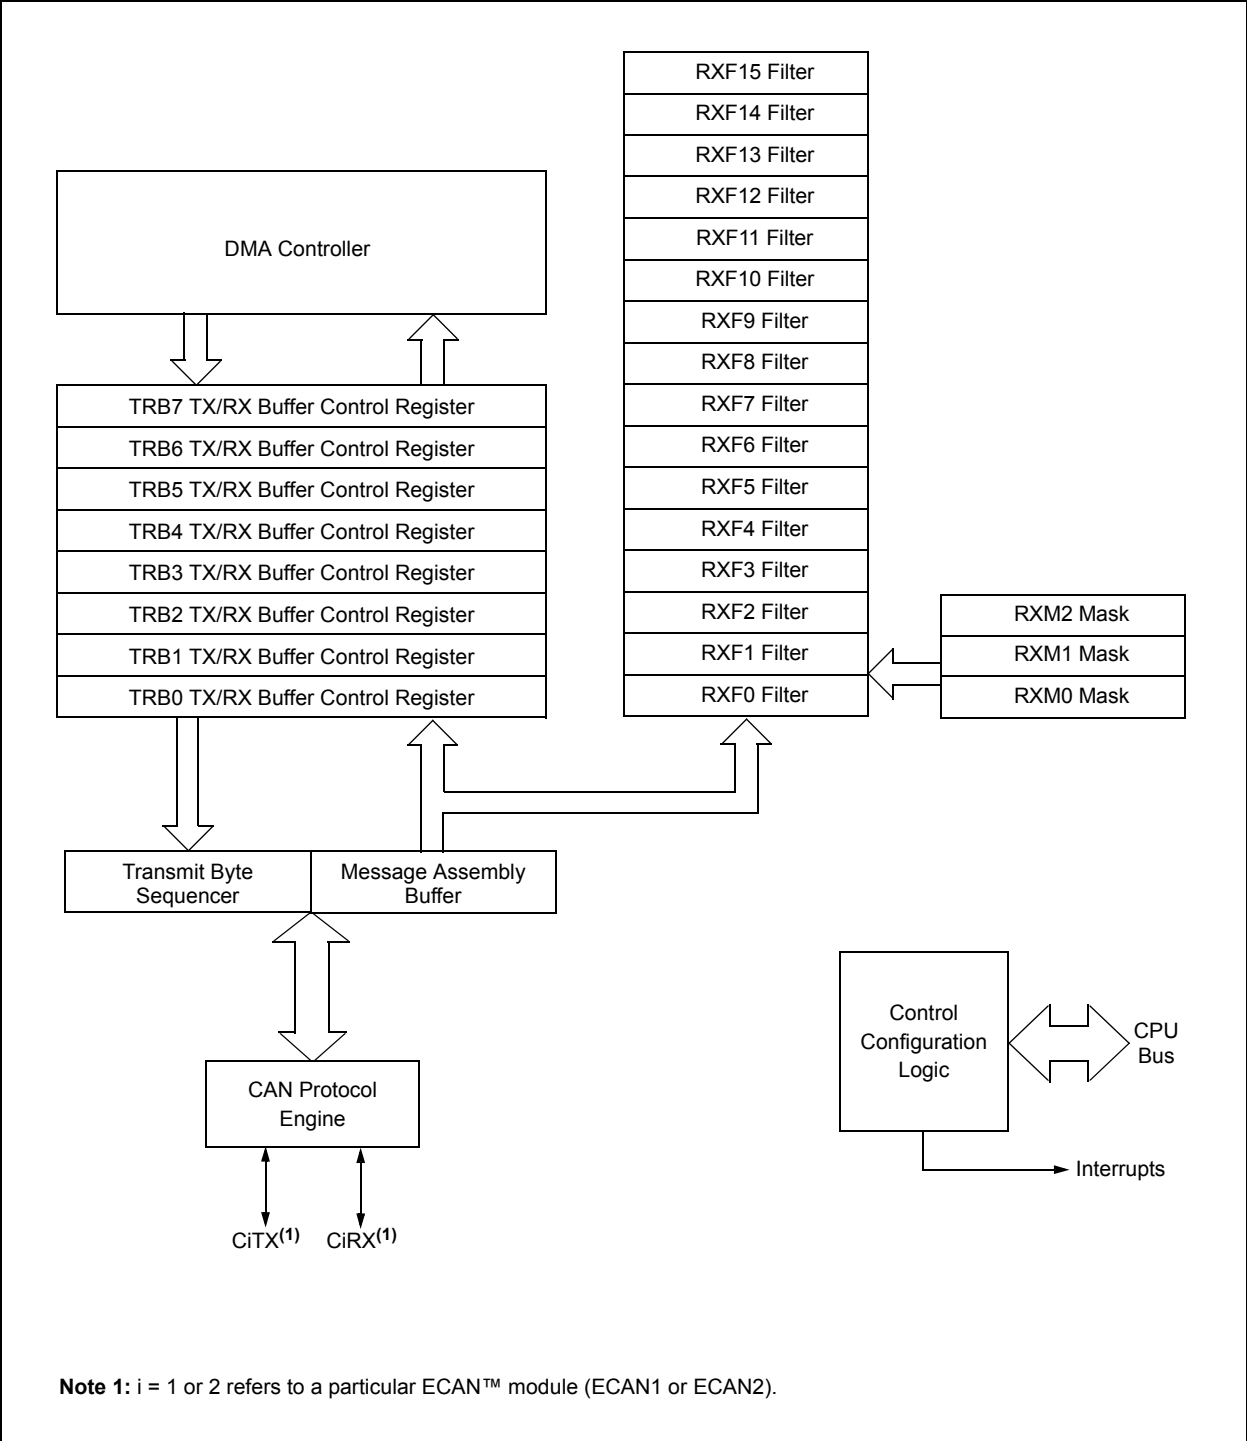 RXF15 Filter
RXF14 Filter
RXF13 Filter
RXF12 Filter
RXF11 Filter
RXF10 Filter
RXF9 Filter
RXF8 Filter
RXF7 Filter
RXF6 Filter
RXF5 Filter
RXF4 Filter
RXF3 Filter
RXF2 Filter
RXF1 Filter
RXF0 Filter
DMA Controller
TRB7 TX/RX Buffer Control Register
TRB6 TX/RX Buffer Control Register
TRB5 TX/RX Buffer Control Register
TRB4 TX/RX Buffer Control Register
TRB3 TX/RX Buffer Control Register
TRB2 TX/RX Buffer Control Register
TRB1 TX/RX Buffer Control Register
TRB0 TX/RX Buffer Control Register
RXM2 Mask
RXM1 Mask
RXM0 Mask
Transmit Byte
Sequencer
Message Assembly
Buffer
Control
Configuration
Logic
CPU
Bus
CAN Protocol
Engine
Interrupts
CiTX(1)
CiRX(1)
Note 1: i = 1 or 2 refers to a particular ECAN™ module (ECAN1 or ECAN2).